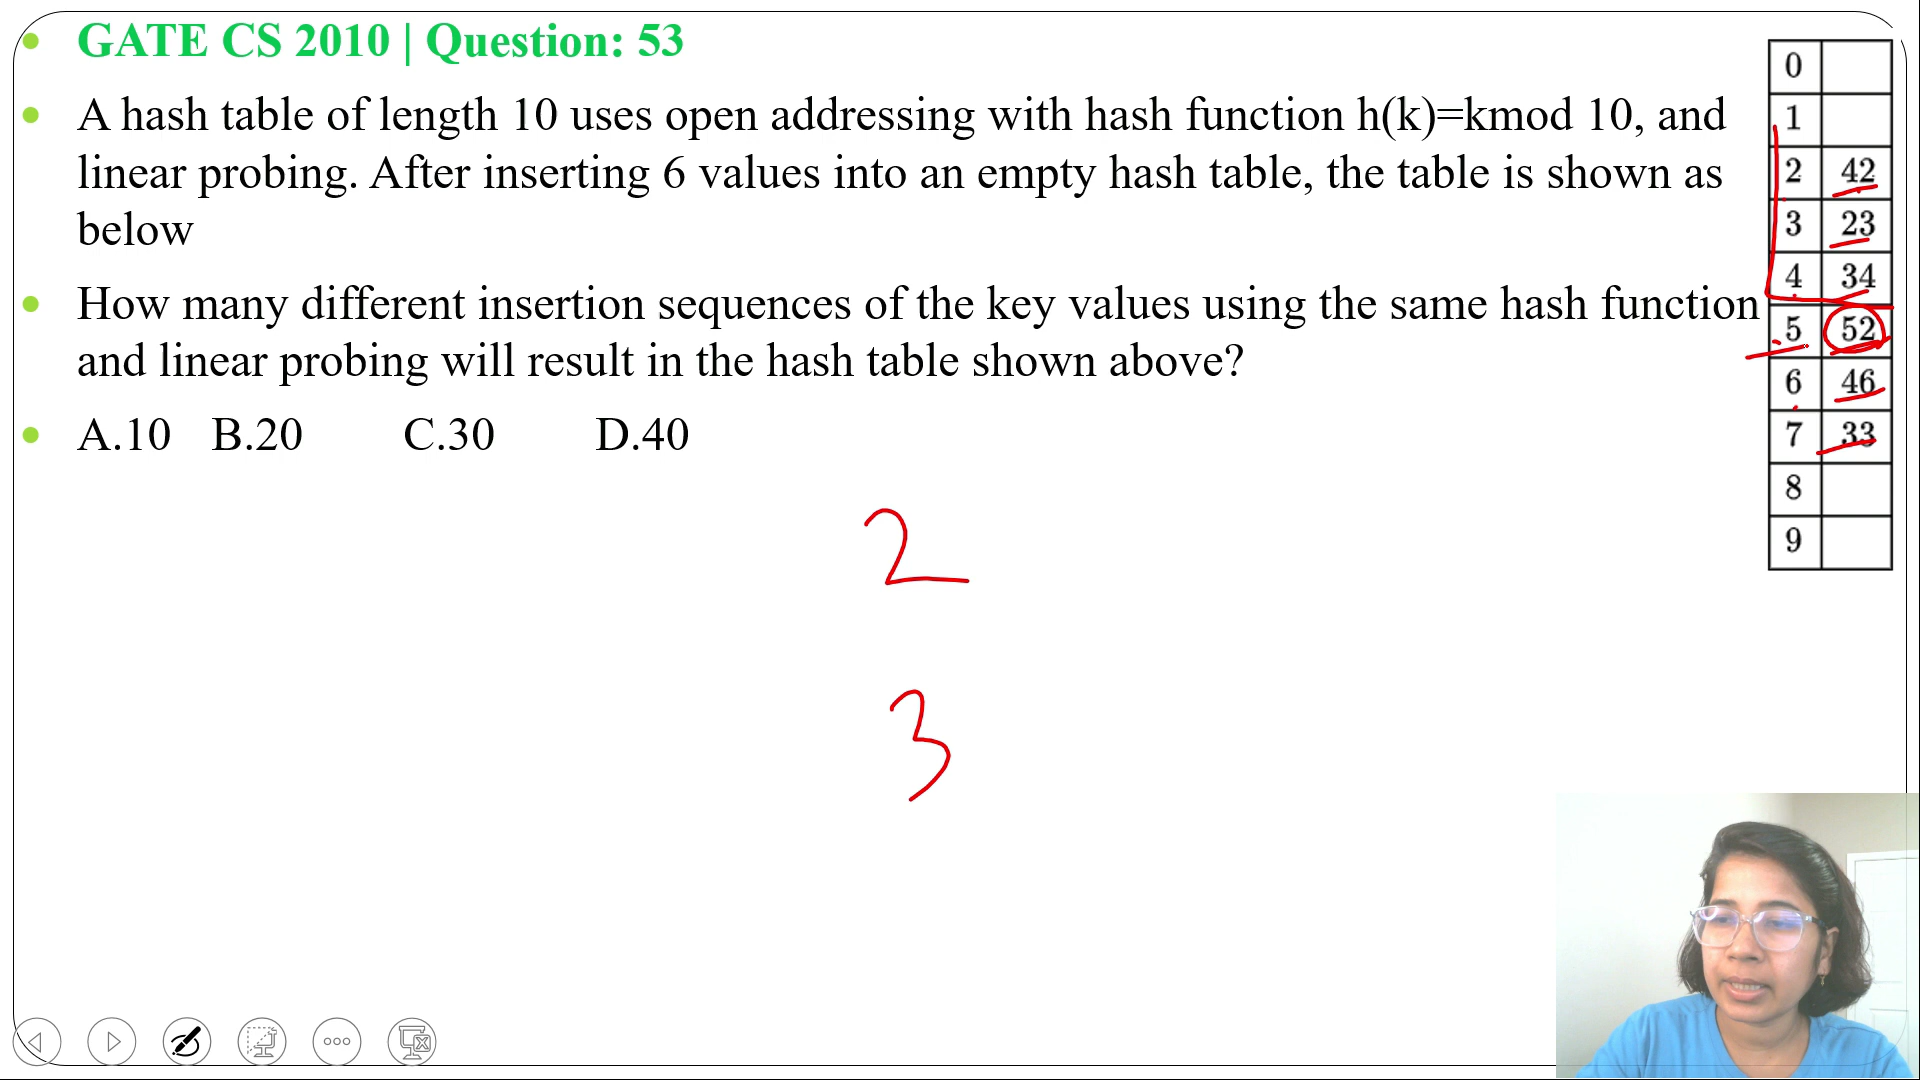 GATE CS 2010 | Question: 53
A hash table of length 10 uses open addressing with hash function h(k)=kmod 10, and
linear probing. After inserting 6 values into an empty hash table, the table is shown as
below
How many different insertion sequences of the key values using the same hash function
and linear probing will result in the hash table shown above?
A.10 B.20 C.30 D.40
0
1
2 42
3 23
4 34
5 52
6 46
7 33
8
9
2
3